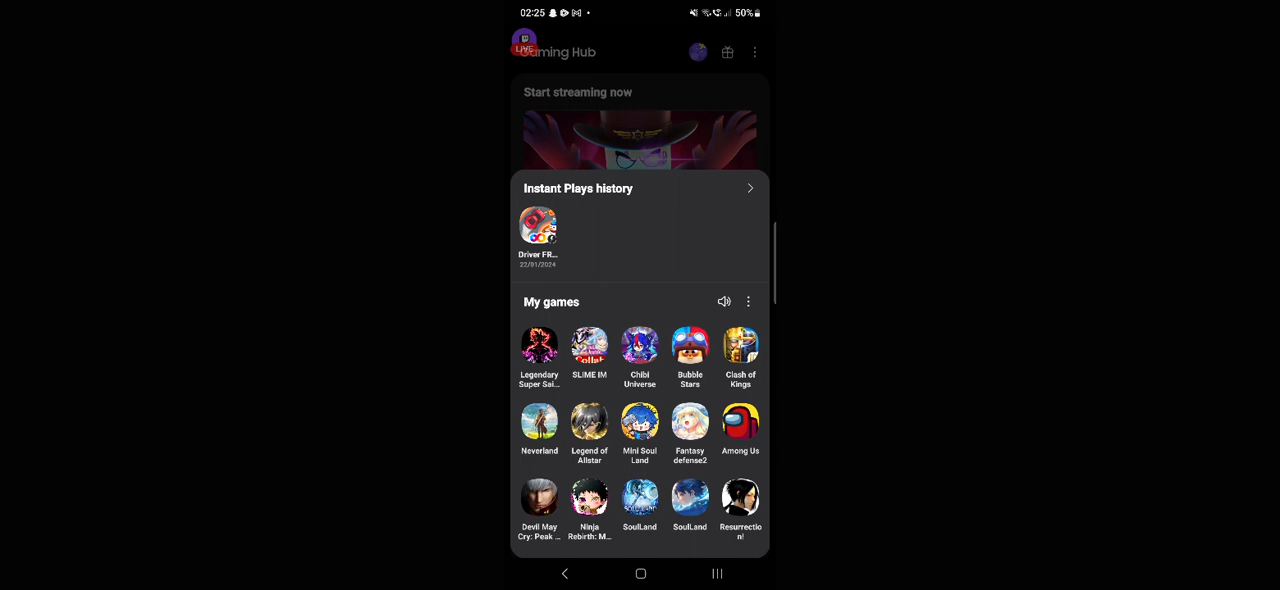 02:25
50%
LIVE
Gaming Hub
Start streaming now
Instant Plays history
Driver FR...
22/01/2024
My games
Legendary Super Sai...
SLIME IM
Chibi Universe
Bubble Stars
Clash of Kings
Neverland
Legend of Allstar
Mini Soul Land
Fantasy defense2
Among Us
Devil May Cry: Peak ...
Ninja Rebirth: M...
SoulLand
SoulLand
Resurrectio n!